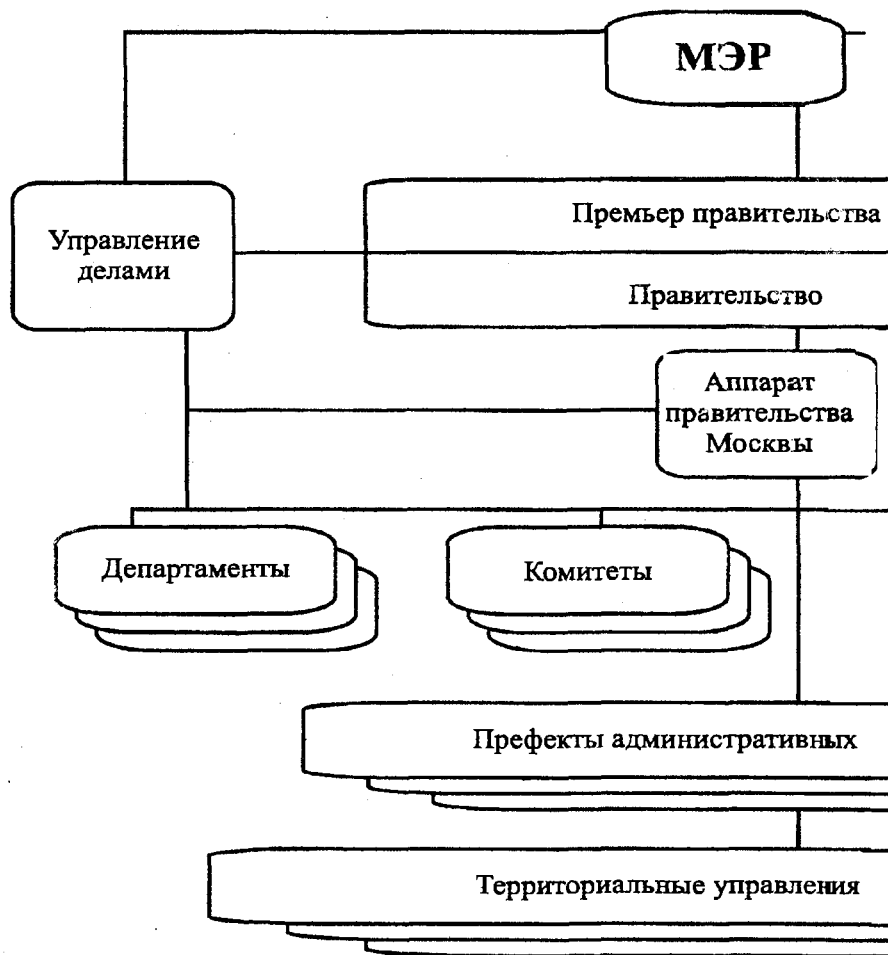 МЭР
Управление
делами
Премьер правительства
Правительство
Аппарат
правительства
Москвы
Департаменты
Комитеты
Префекты административных
Территориальные управления